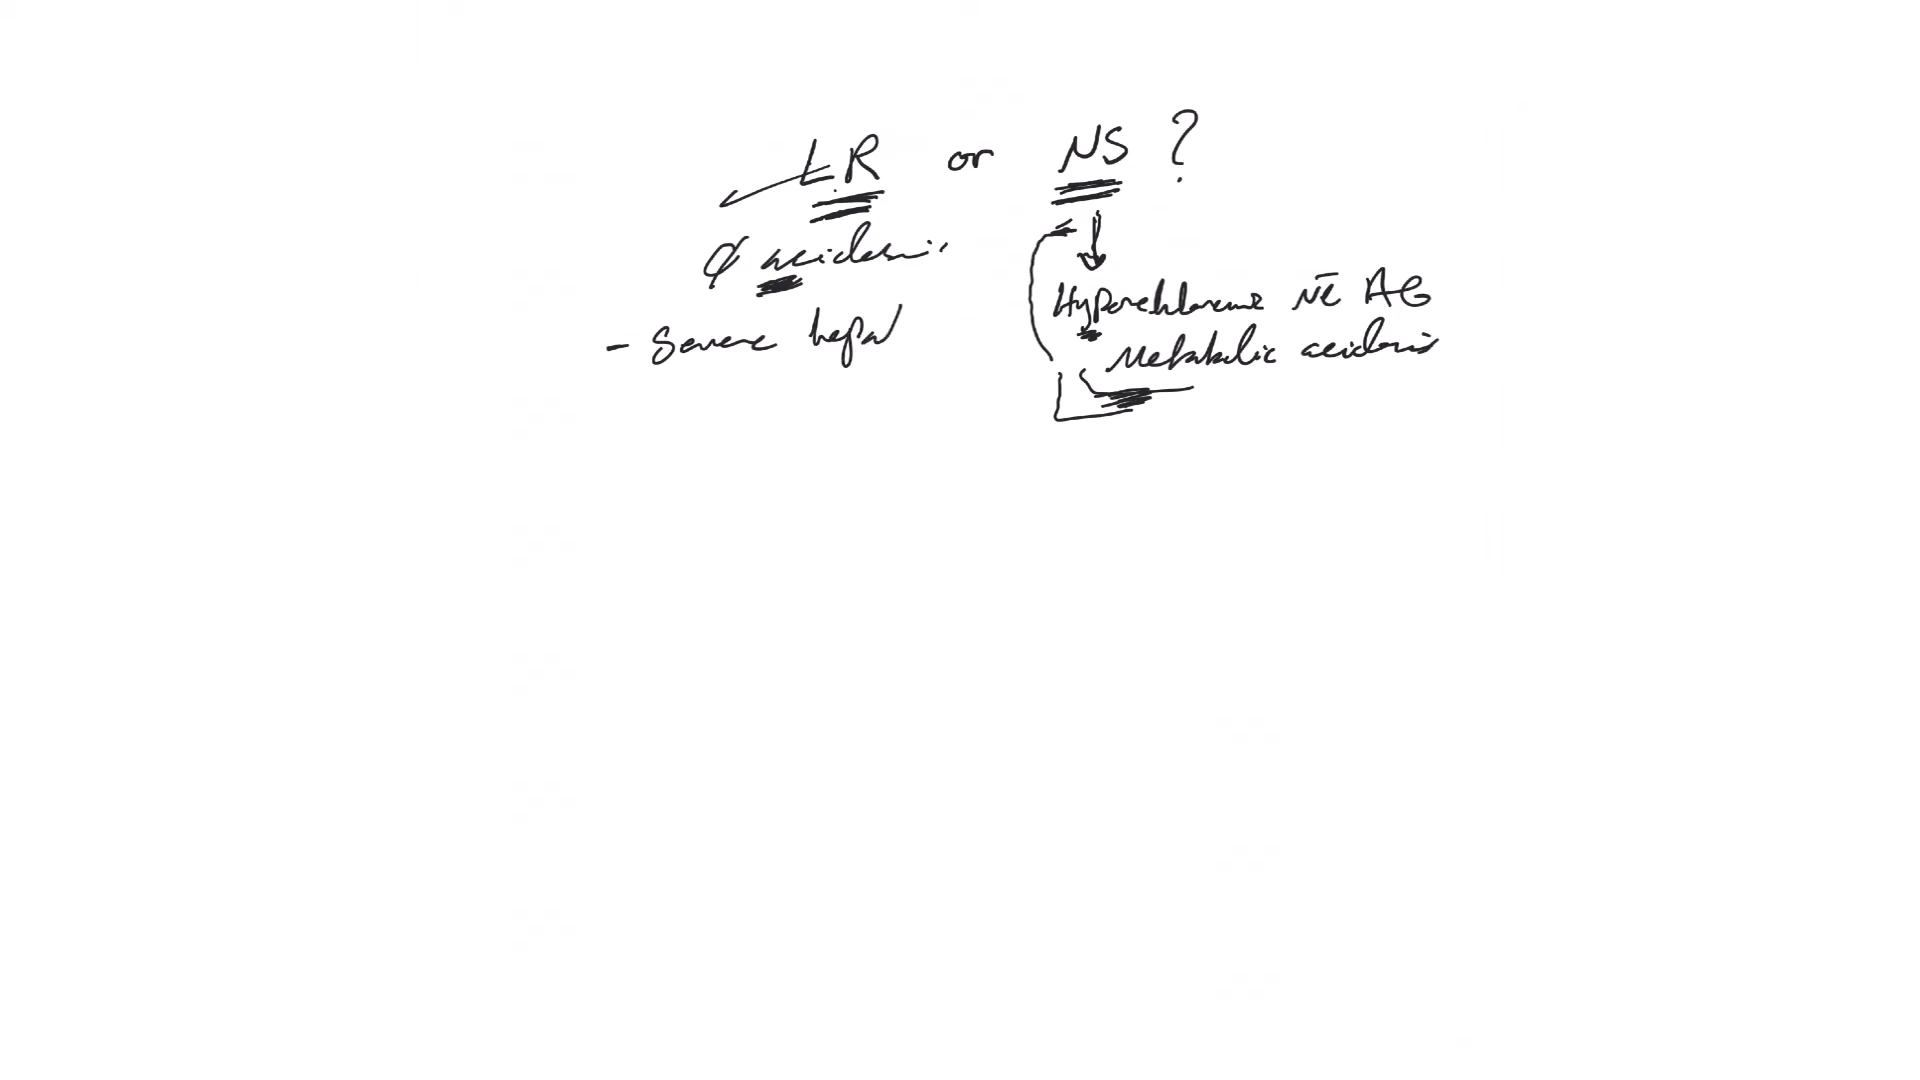 LR or NS ?
Ø acidosis
Hyperchloremic NL AG
- Severe hepa
Metabolic acidosis